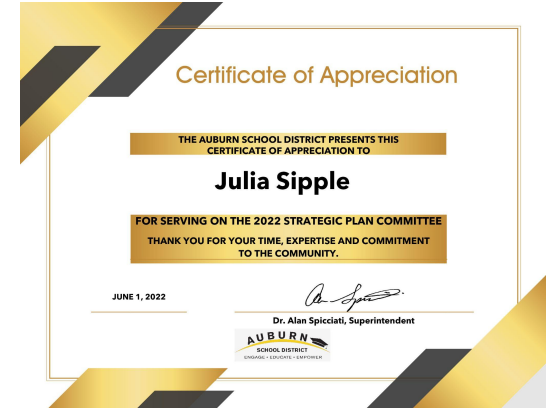 Certificate of Appreciation
THE AUBURN SCHOOL DISTRICT PRESENTS THIS
CERTIFICATE OF APPRECIATION TO
Julia Sipple
FOR SERVING ON THE 2022 STRATEGIC PLAN COMMITTEE
THANK YOU FOR YOUR TIME, EXPERTISE AND COMMITMENT
TO THE COMMUNITY.
JUNE 1, 2022
Dr. Alan Spicciati, Superintendent
AUBURN
SCHOOL DISTRICT
ENGAGE • EDUCATE • EMPOWER